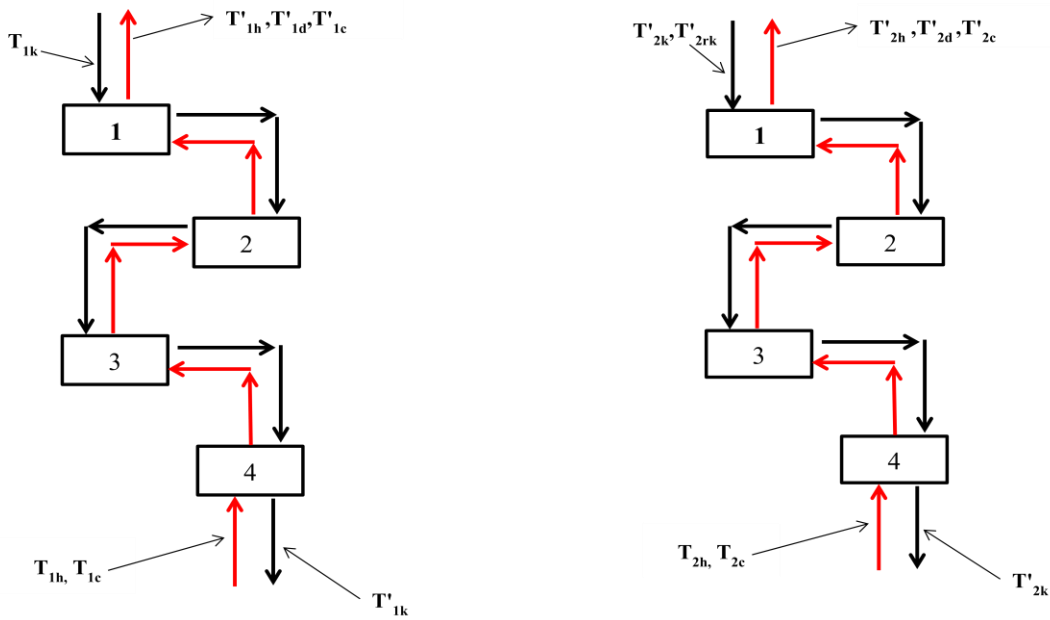 T1k
T'1h ,T'1d,T'1c
1
2
3
4
T1h, T1c
T'1k
T'2k,T'2rk
T'2h ,T'2d,T'2c
1
2
3
4
T2h, T2c
T'2k